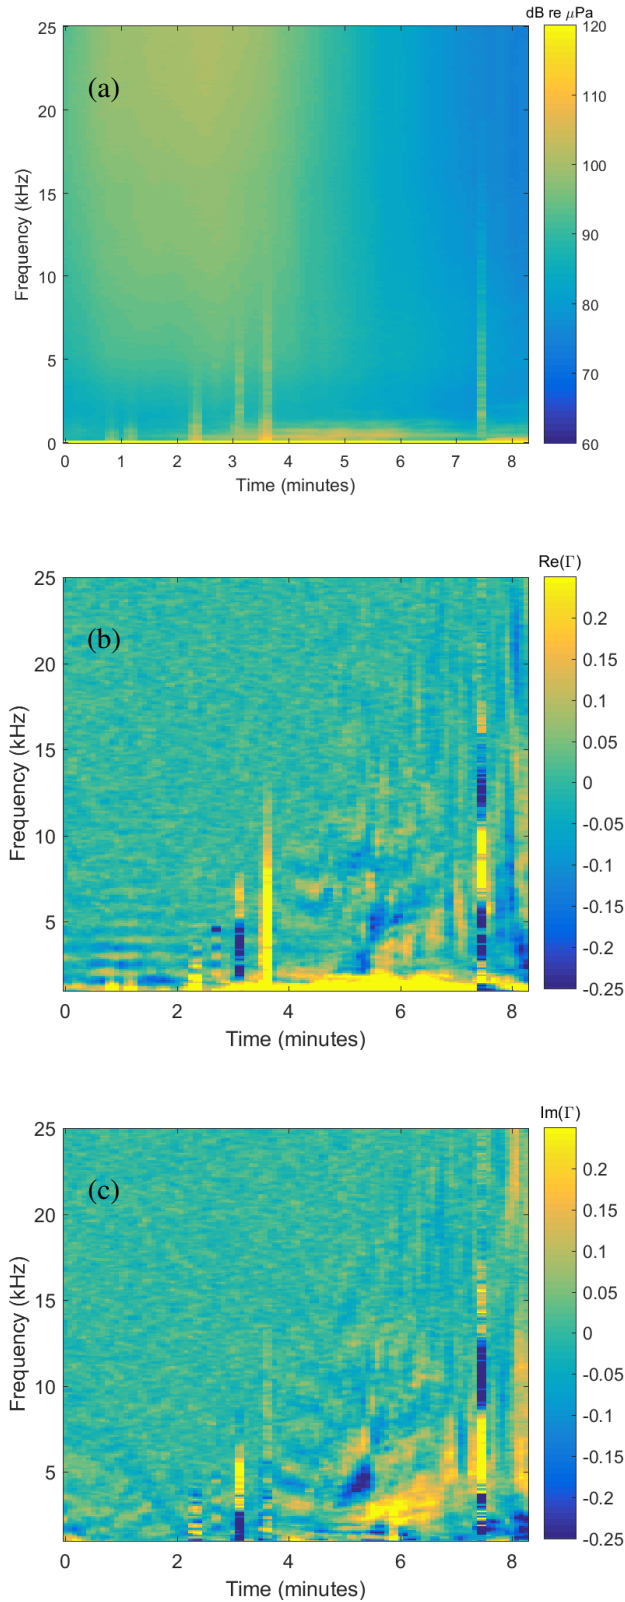 dB re μPa
(a)
25
20
15
10
5
0
Frequency (kHz)
0 1 2 3 4 5 6 7 8
Time (minutes)
120
110
100
90
80
70
60
Re(Γ)
(b)
25
20
15
10
5
Frequency (kHz)
0 2 4 6 8
Time (minutes)
0.2
0.15
0.1
0.05
0
-0.05
-0.1
-0.15
-0.2
-0.25
Im(Γ)
(c)
25
20
15
10
5
Frequency (kHz)
0 2 4 6 8
Time (minutes)
0.2
0.15
0.1
0.05
0
-0.05
-0.1
-0.15
-0.2
-0.25